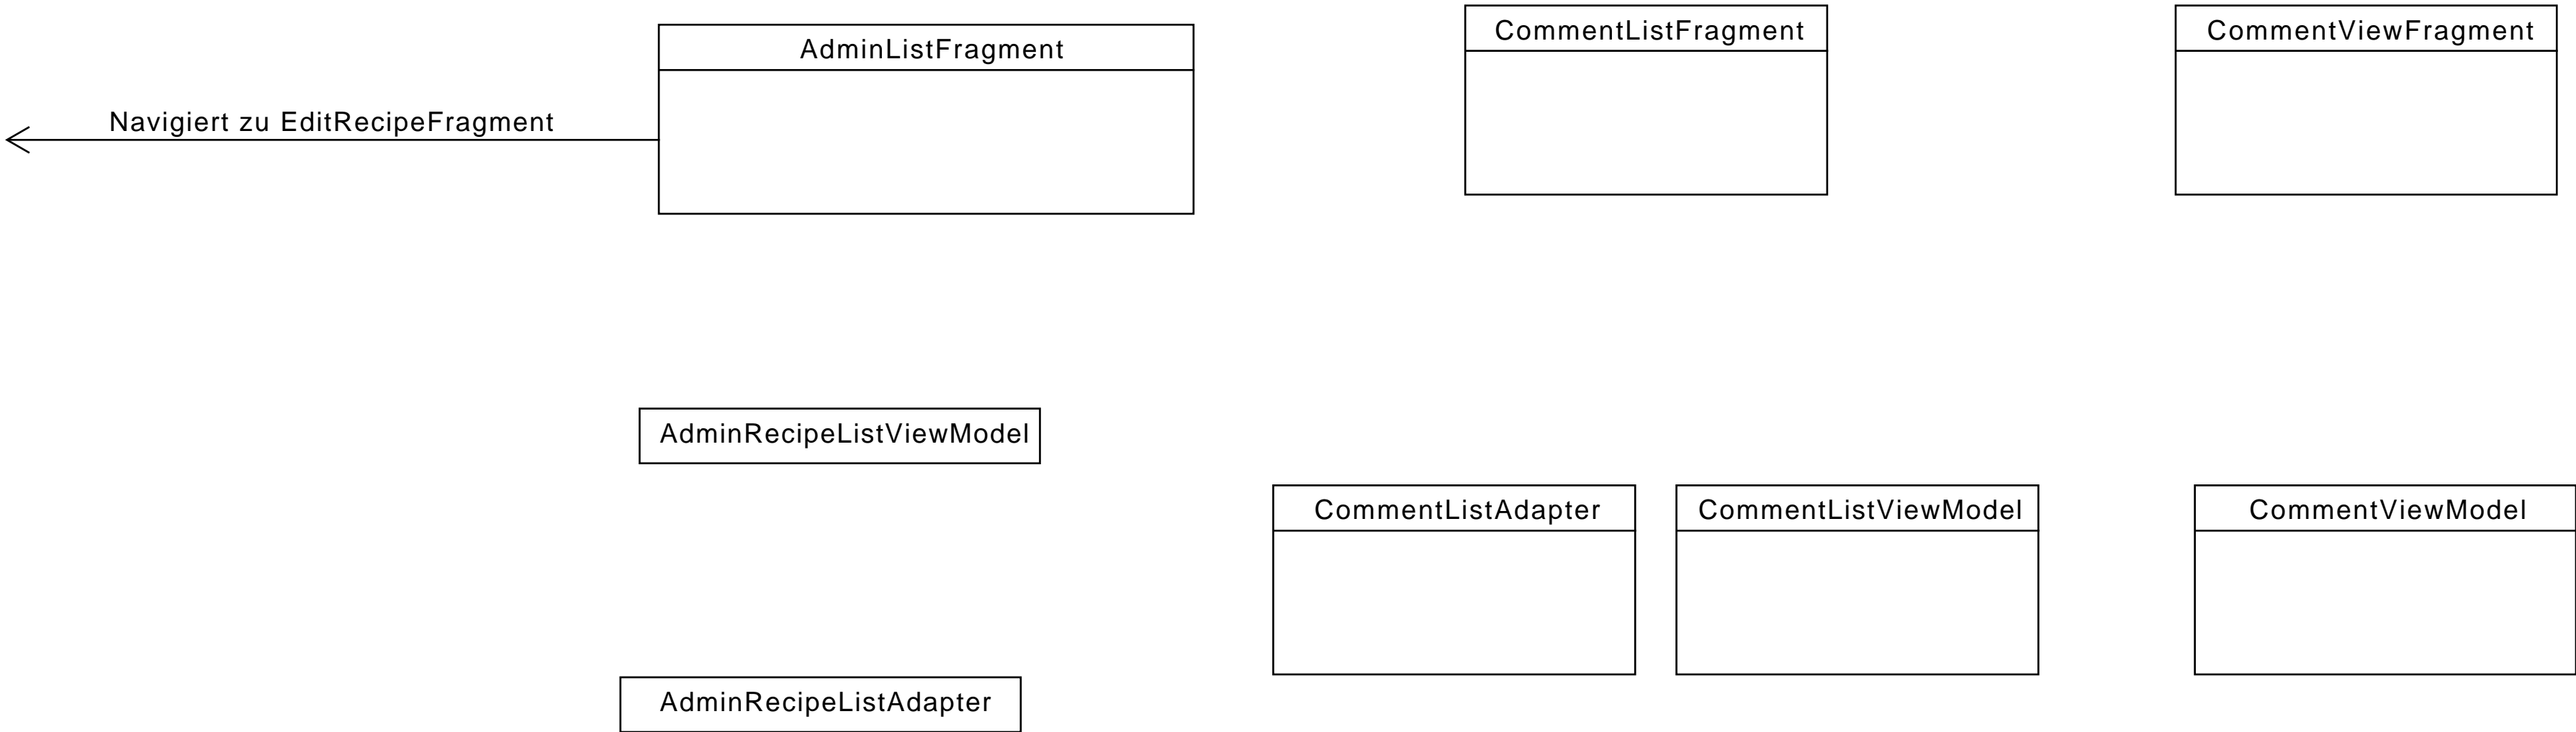 AdminListFragment
CommentListFragment
CommentViewFragment
Navigiert zu EditRecipeFragment
AdminRecipeListViewModel
CommentListAdapter
CommentListViewModel
CommentViewModel
AdminRecipeListAdapter